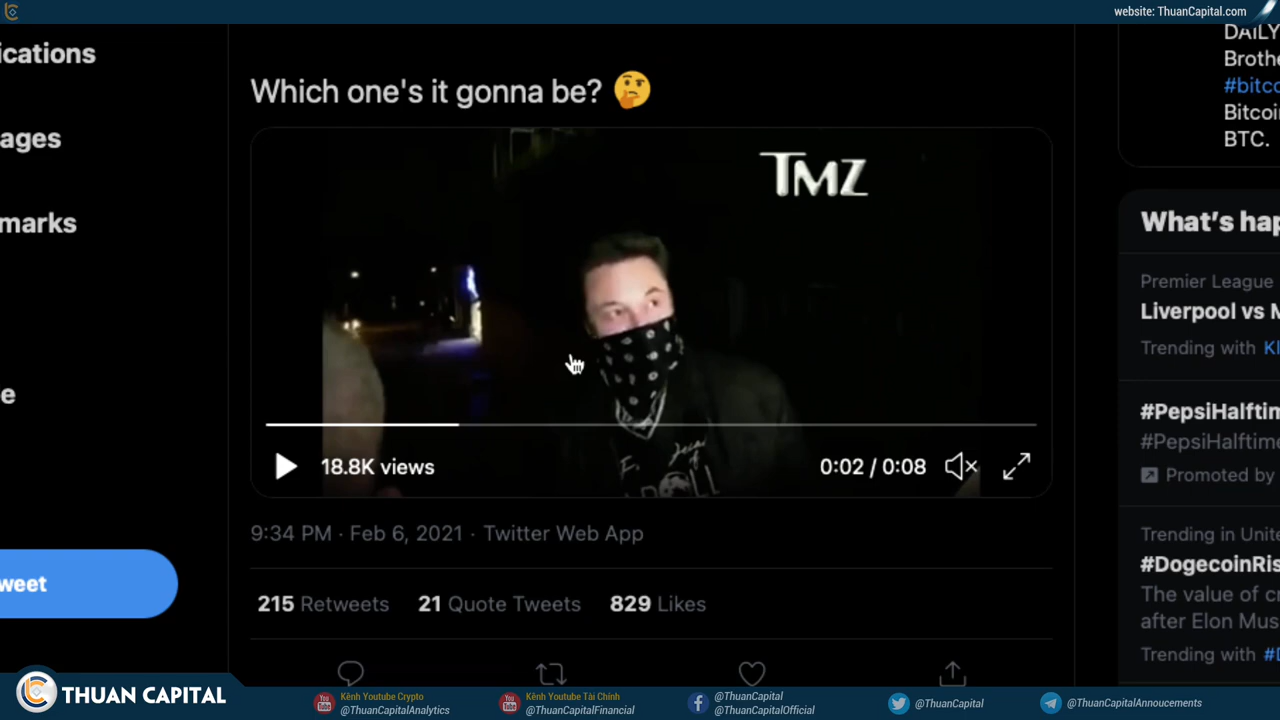 website: ThuanCapital.com
ications
ages
marks
e
weet
Which one's it gonna be? 🤔
TMZ
18.8K views
0:02 / 0:08
9:34 PM · Feb 6, 2021 · Twitter Web App
215 Retweets 21 Quote Tweets 829 Likes
DAILY
Brothe
#bitco
Bitcoi
BTC.
What's hap
Premier League
Liverpool vs M
Trending with Kl
#PepsiHalftim
#PepsiHalftime
Promoted by
Trending in Unite
#DogecoinRis
The value of cr
after Elon Mus
Trending with #D
THUAN CAPITAL
Kênh Youtube Crypto
@ThuanCapitalAnalytics
Kênh Youtube Tài Chính
@ThuanCapitalFinancial
@ThuanCapital
@ThuanCapitalOfficial
@ThuanCapital
@ThuanCapitalAnnoucements